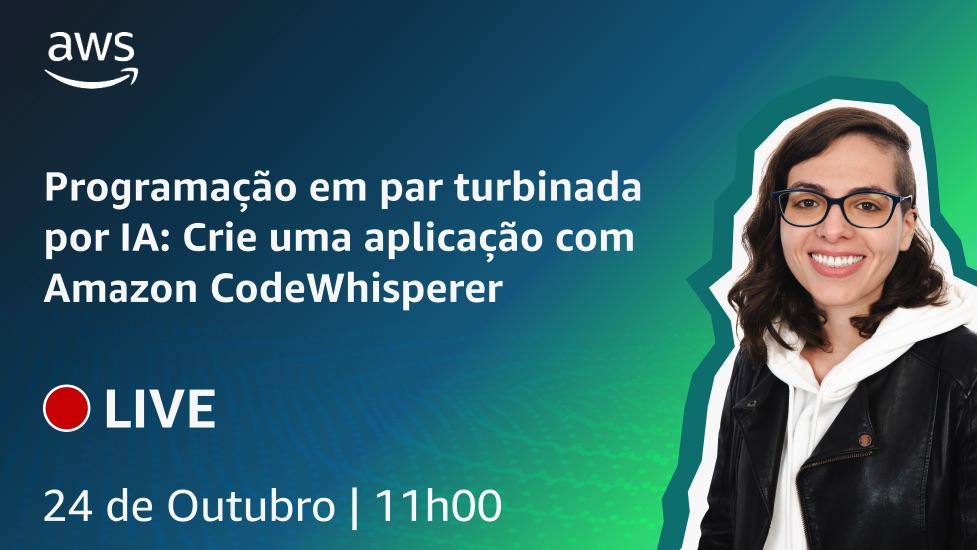 aws
Programação em par turbinada
por IA: Crie uma aplicação com
Amazon CodeWhisperer
LIVE
24 de Outubro | 11h00